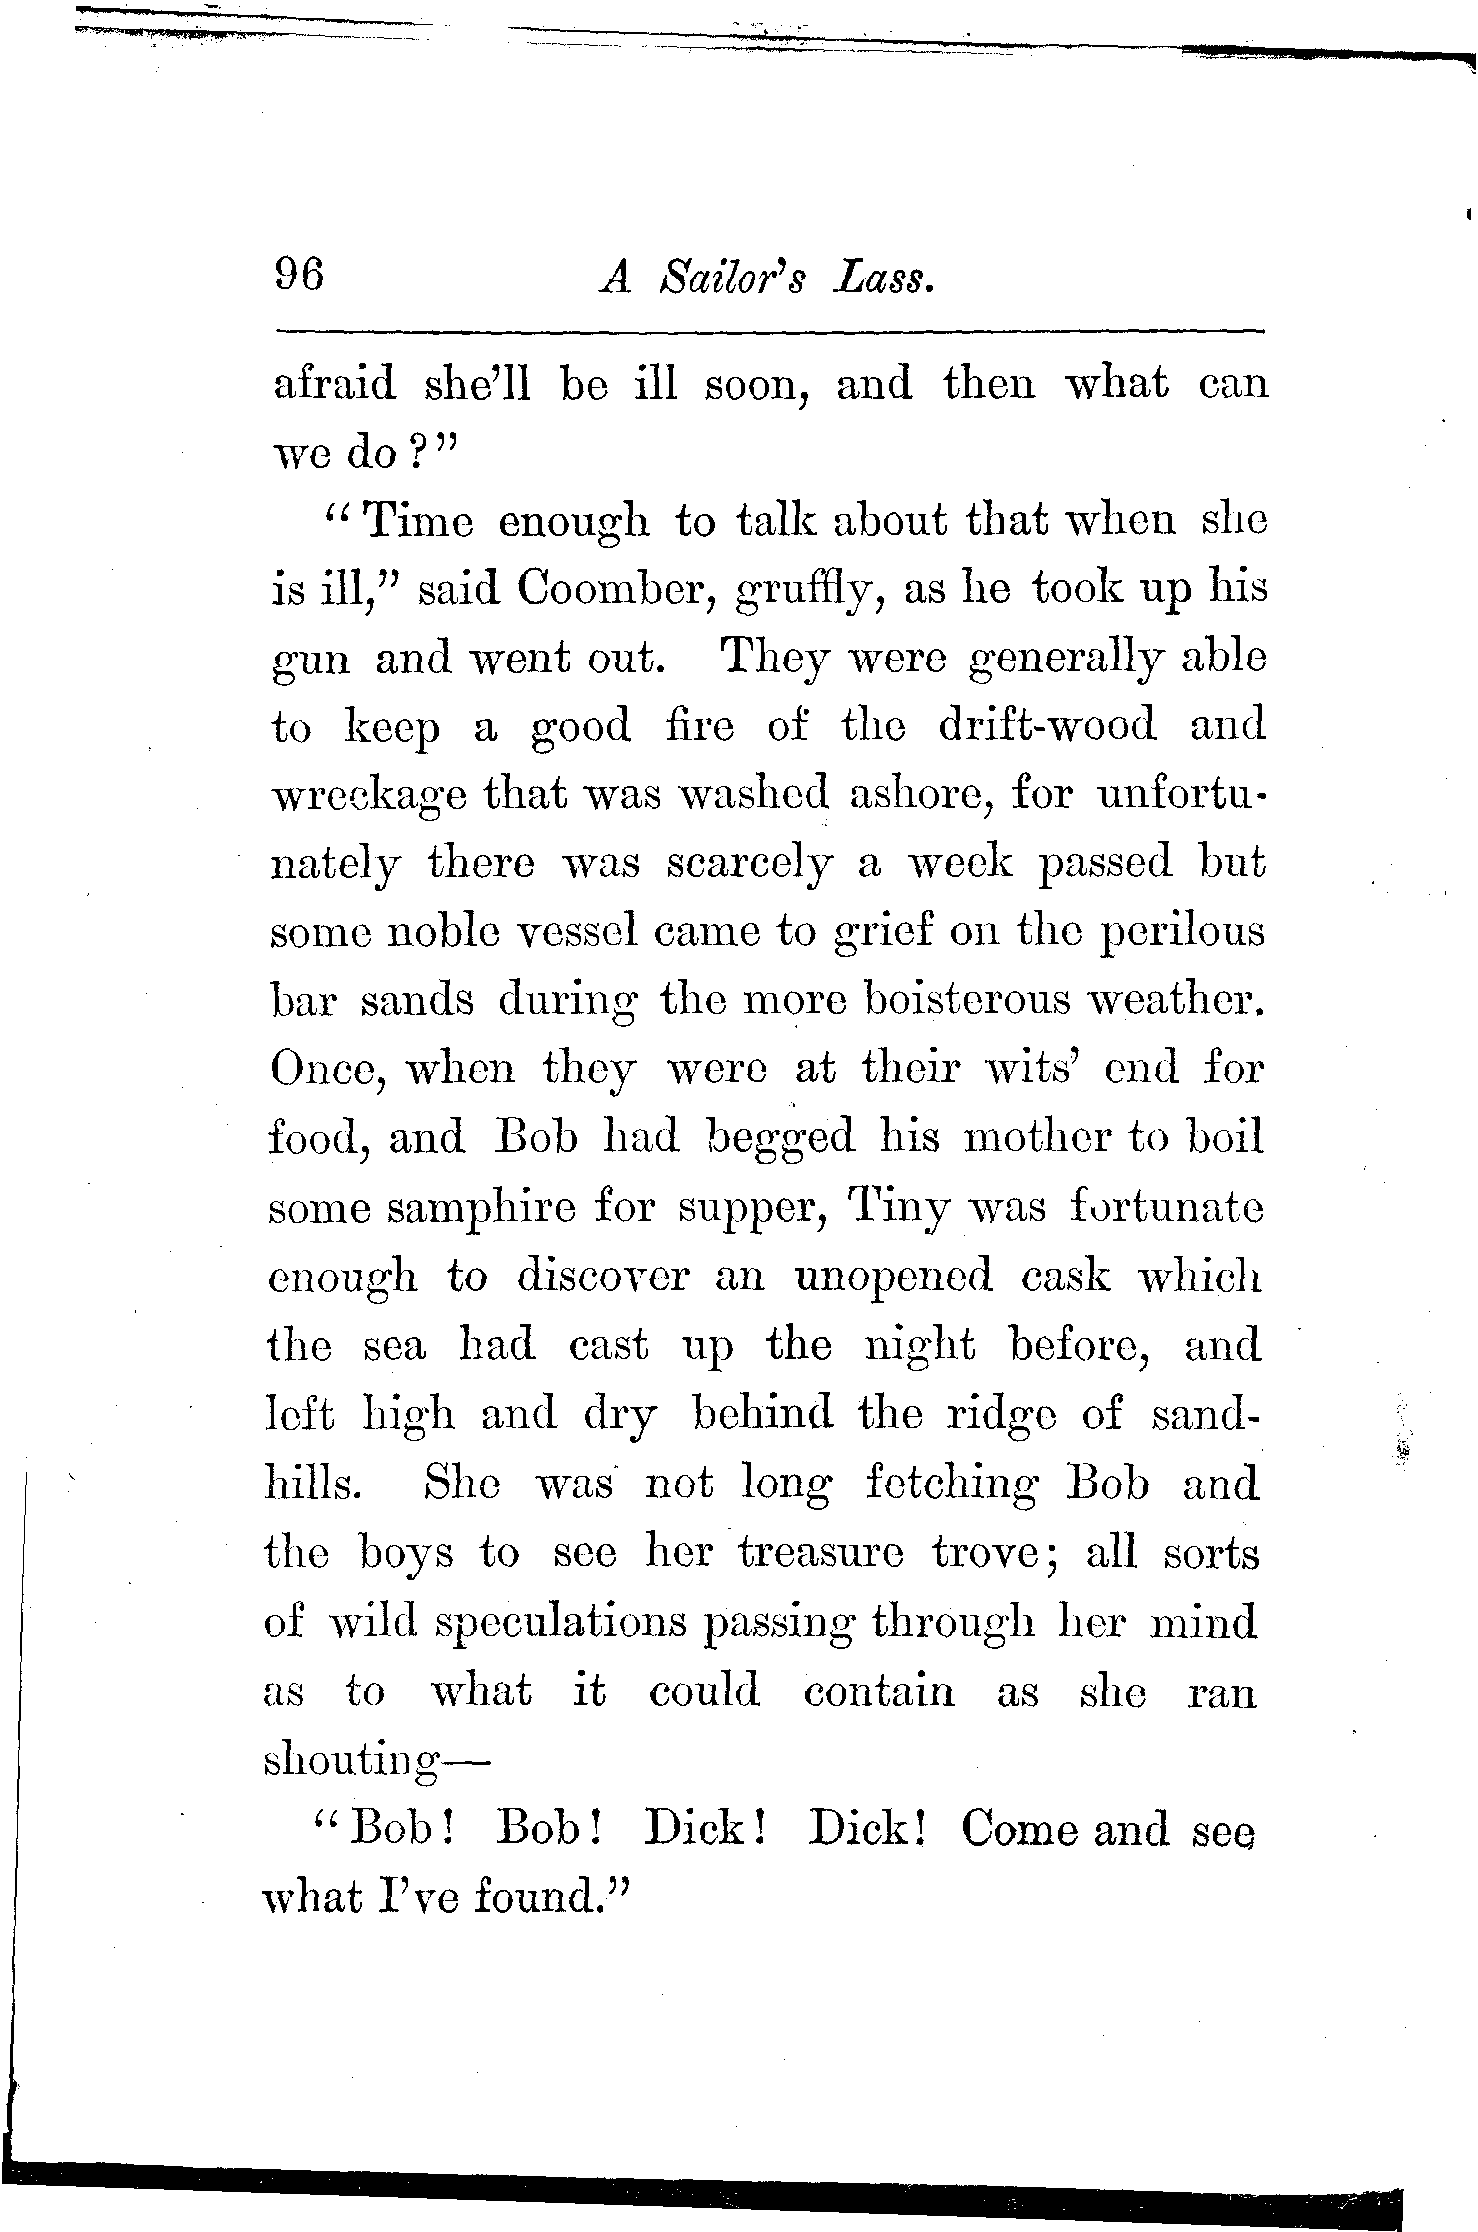 96 A Sailor's Lass.
afraid she'll be ill soon, and then what can
we do?"
"Time enough to talk about that when she
is ill," said Coomber, gruffly, as he took up his
gun and went out. They were generally able
to keep a good fire of the drift-wood and
wreckage that was washed ashore, for unfortu-
nately there was scarcely a week passed but
some noble vessel came to grief on the perilous
bar sands during the more boisterous weather.
Once, when they were at their wits' end for
food, and Bob had begged his mother to boil
some samphire for supper, Tiny was fortunate
enough to discover an unopened cask which
the sea had cast up the night before, and
left high and dry behind the ridge of sand-
hills. She was not long fetching Bob and
the boys to see her treasure trove; all sorts
of wild speculations passing through her mind
as to what it could contain as she ran
shouting—
"Bob! Bob! Dick! Dick! Come and see
what I've found."